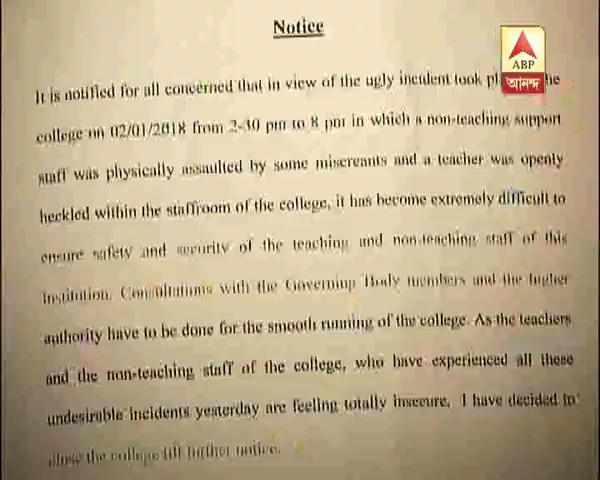 Notice
ABP
আনন্দ
It is notified for all concerned that in view of the ugly incident took the
college on 02/01/2018 from 2-30 pm to 8 pm in which a non-teaching support
staff was physically assaulted by some miscreants and a teacher was openly
heckled within the staffroom of the college, it has become extremely difficult to
ensure safety and security of the teaching and non-teaching staff of this
institution. Consultations with the Governing Body members and the higher
authority have to be done for the smooth running of the college. As the teachers
and the non-teaching staff of the college, who have experienced all these
undesirable incidents yesterday are feeling totally insecure, I have decided to
close the college till further notice.